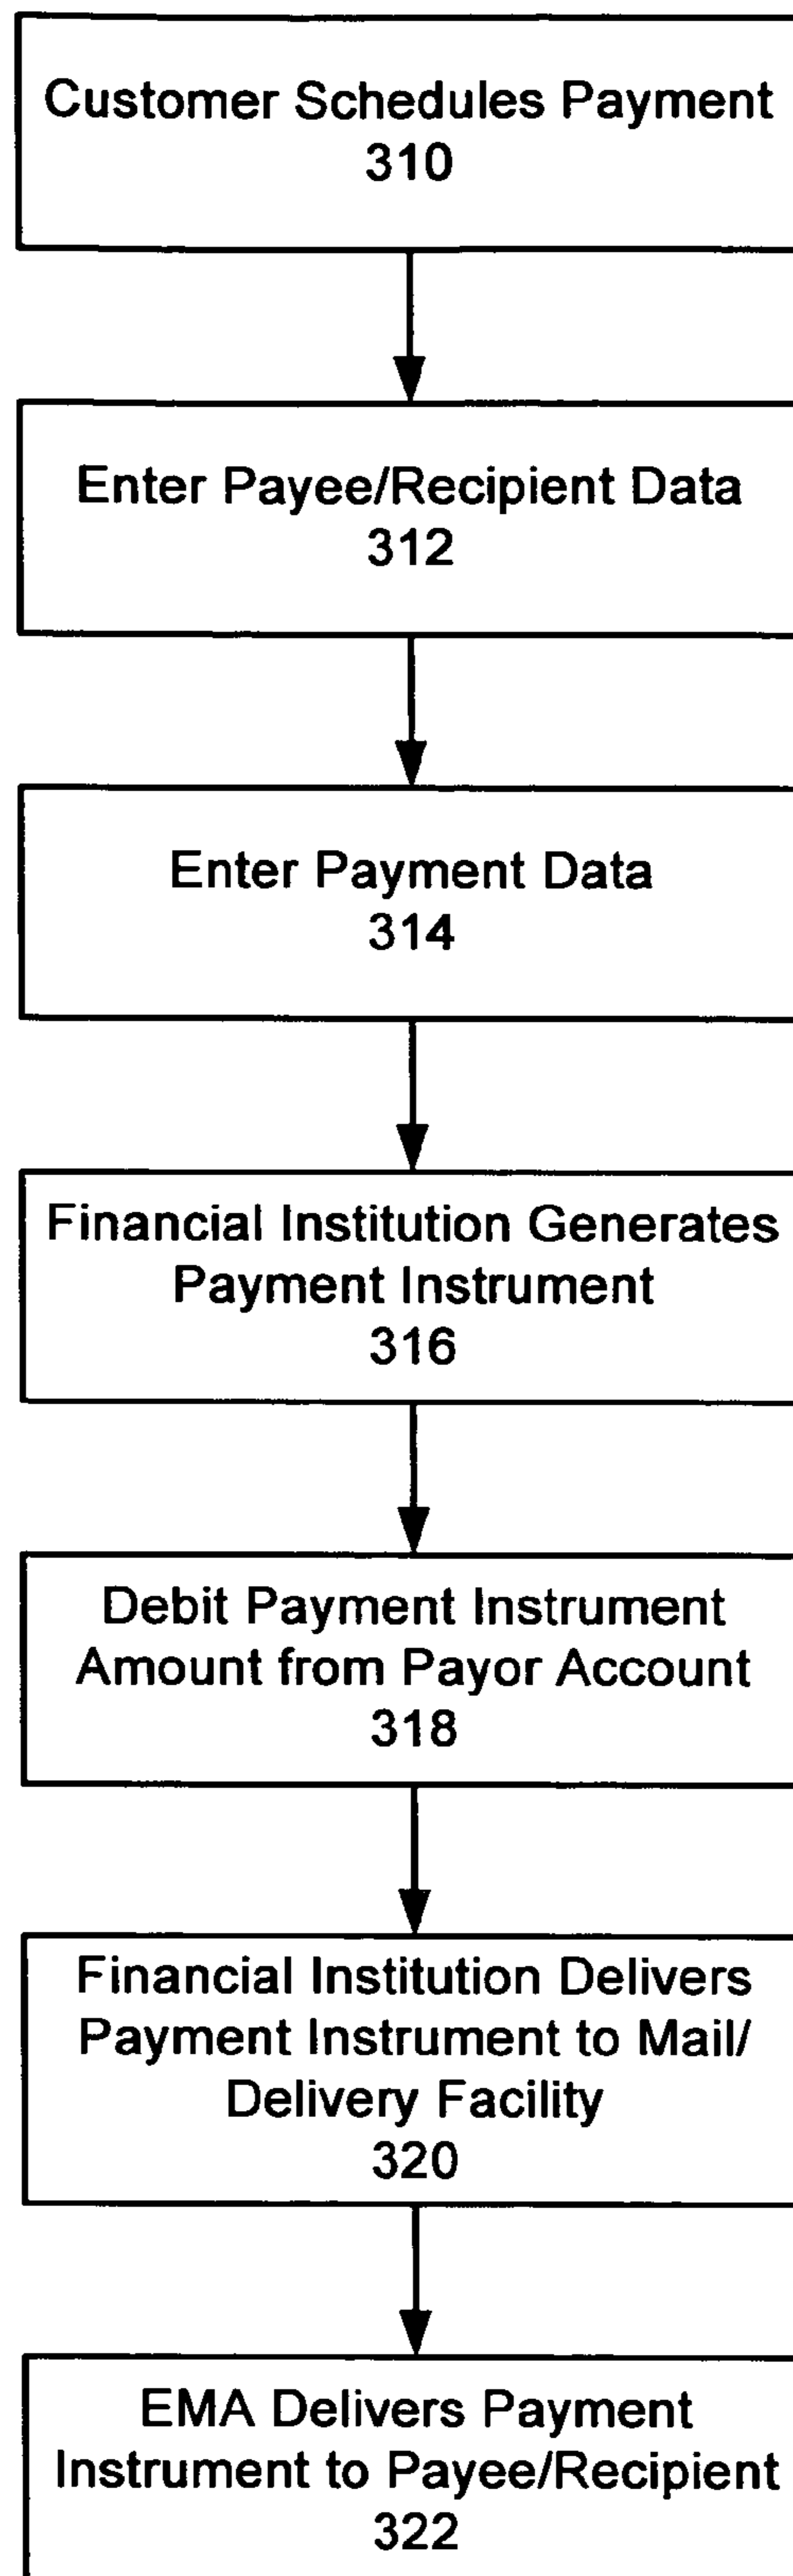 Customer Schedules Payment
310
Enter Payee/Recipient Data
312
Enter Payment Data
314
Financial Institution Generates
Payment Instrument
316
Debit Payment Instrument
Amount from Payor Account
318
Financial Institution Delivers
Payment Instrument to Mail/
Delivery Facility
320
EMA Delivers Payment
Instrument to Payee/Recipient
322